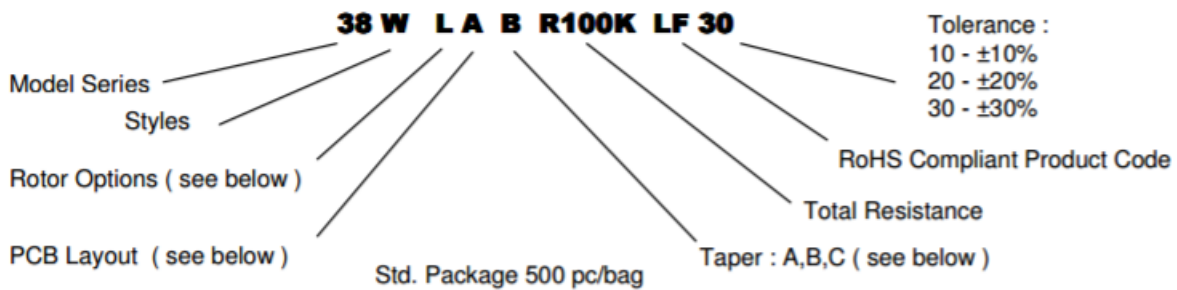 38 W L A B R100K LF 30
Tolerance :
10 - ±10%
20 - ±20%
30 - ±30%
Model Series
Styles
RoHS Compliant Product Code
Rotor Options ( see below )
Total Resistance
PCB Layout ( see below )
Taper : A,B,C ( see below )
Std. Package 500 pc/bag